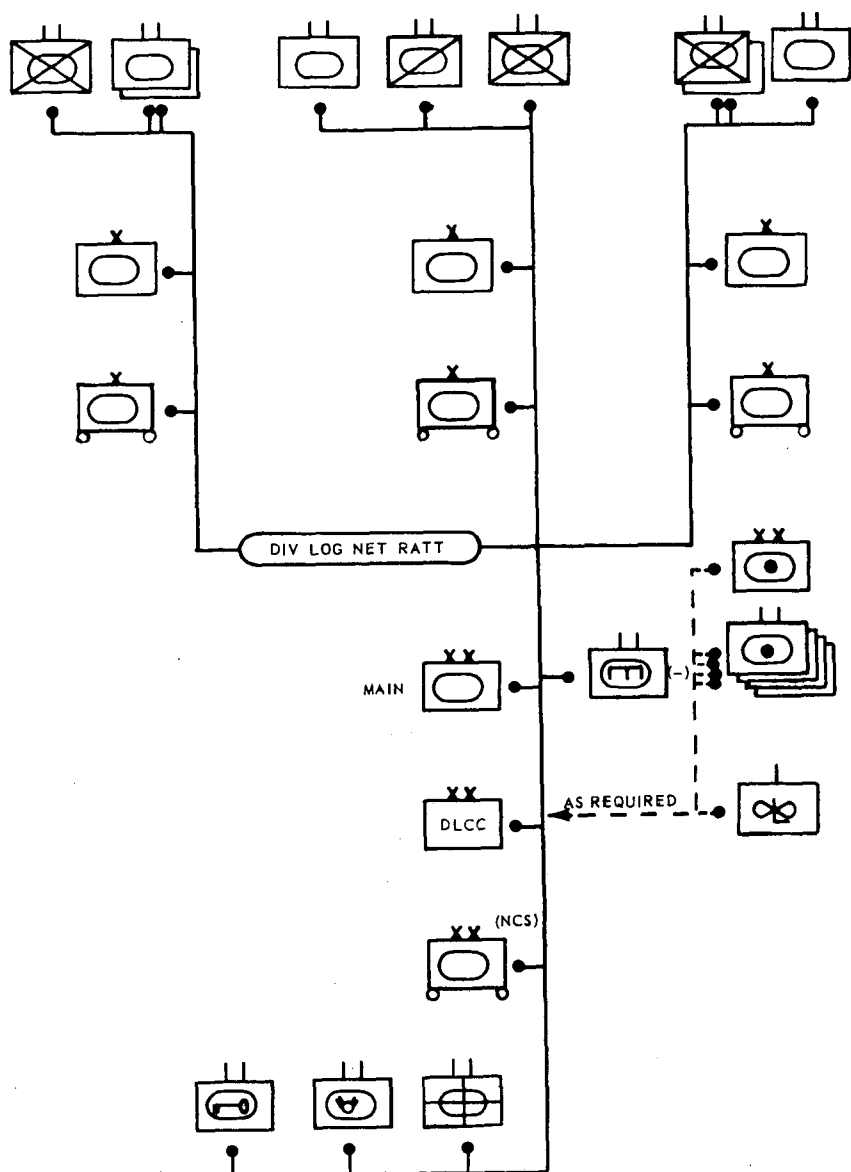 DIV LOG NET RATT
MAIN
(-)
DLCC
AS REQUIRED
(NCS)